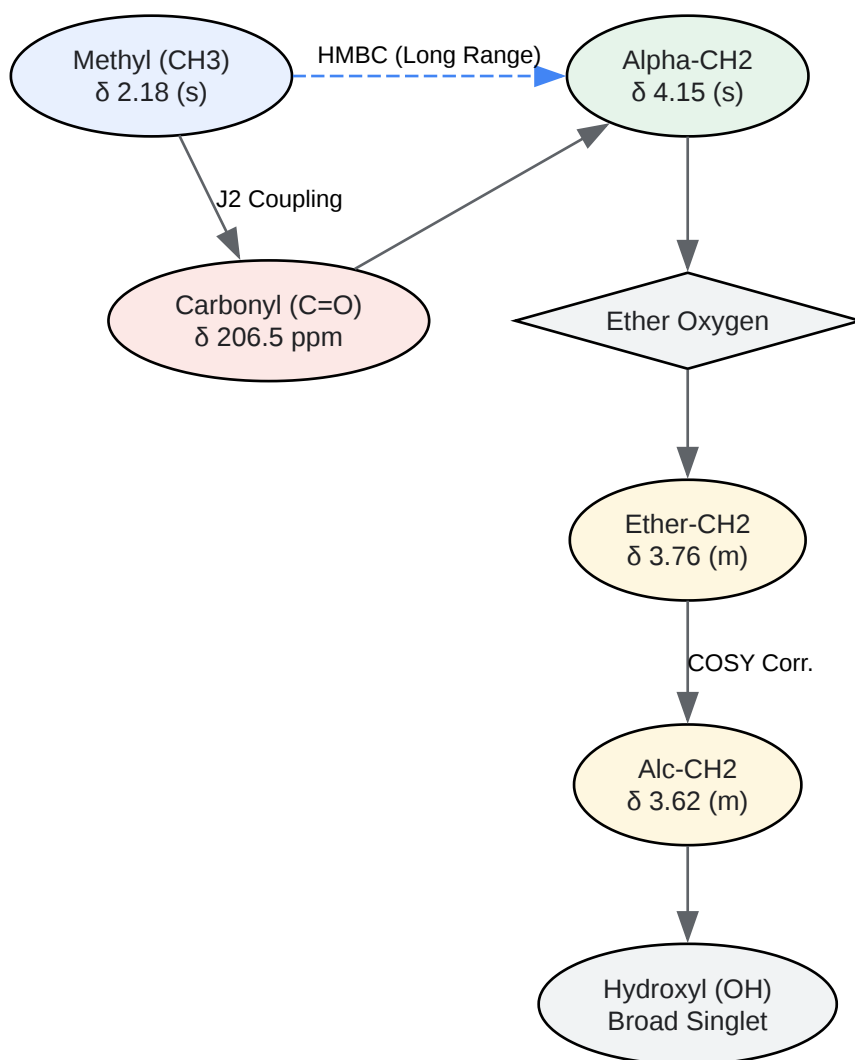 Methyl (CH3)
δ 2.18 (s)
HMBC (Long Range)
Alpha-CH2
δ 4.15 (s)
J2 Coupling
Carbonyl (C=O)
δ 206.5 ppm
Ether Oxygen
Ether-CH2
δ 3.76 (m)
COSY Corr.
Alc-CH2
δ 3.62 (m)
Hydroxyl (OH)
Broad Singlet